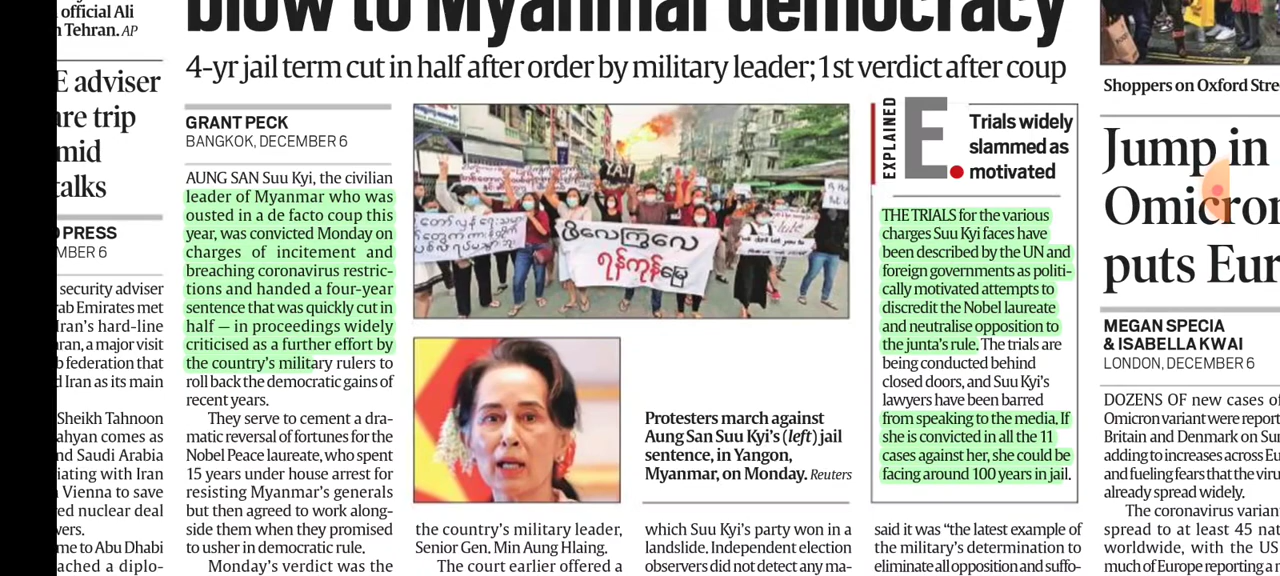 official Ali
Tehran. AP
E adviser
are trip
mid
talks
PRESS
MBER 6
security adviser
rab Emirates met
Iran's hard-line
ran, a major visit
federation that
d Iran as its main
Sheikh Tahnoon
ahyan comes as
nd Saudi Arabia
iating with Iran
Vienna to save
ed nuclear deal
wers.
me to Abu Dhabi
ached a diplo-
blow to Myanmar democracy
4-yr jail term cut in half after order by military leader; 1st verdict after coup
GRANT PECK
BANGKOK, DECEMBER 6
AUNG SAN Suu Kyi, the civilian
leader of Myanmar who was
ousted in a de facto coup this
year, was convicted Monday on
charges of incitement and
breaching coronavirus restric-
tions and handed a four-year
sentence that was quickly cut in
half — in proceedings widely
criticised as a further effort by
the country's military rulers to
roll back the democratic gains of
recent years.
They serve to cement a dra-
matic reversal of fortunes for the
Nobel Peace laureate, who spent
15 years under house arrest for
resisting Myanmar's generals
but then agreed to work along-
side them when they promised
to usher in democratic rule.
Monday's verdict was the
ရန်ကုန်မြေ
Protesters march against
Aung San Suu Kyi's (left) jail
sentence, in Yangon,
Myanmar, on Monday. Reuters
the country's military leader,
Senior Gen. Min Aung Hlaing.
The court earlier offered a
which Suu Kyi's party won in a
landslide. Independent election
observers did not detect any ma-
EXPLAINED
E.
Trials widely
slammed as
motivated
THE TRIALS for the various
charges Suu Kyi faces have
been described by the UN and
foreign governments as politi-
cally motivated attempts to
discredit the Nobel laureate
and neutralise opposition to
the junta's rule. The trials are
being conducted behind
closed doors, and Suu Kyi's
lawyers have been barred
from speaking to the media. If
she is convicted in all the 11
cases against her, she could be
facing around 100 years in jail.
said it was "the latest example of
the military's determination to
eliminate all opposition and suffo-
Shoppers on Oxford Stre
Jump in
Omicron
puts Eur
MEGAN SPECIA
& ISABELLA KWAI
LONDON, DECEMBER 6
DOZENS OF new cases of
Omicron variant were report
Britain and Denmark on Su
adding to increases across Eu
and fueling fears that the viru
already spread widely.
The coronavirus varian
spread to at least 45 nat
worldwide, with the US
much of Europe reporting a r